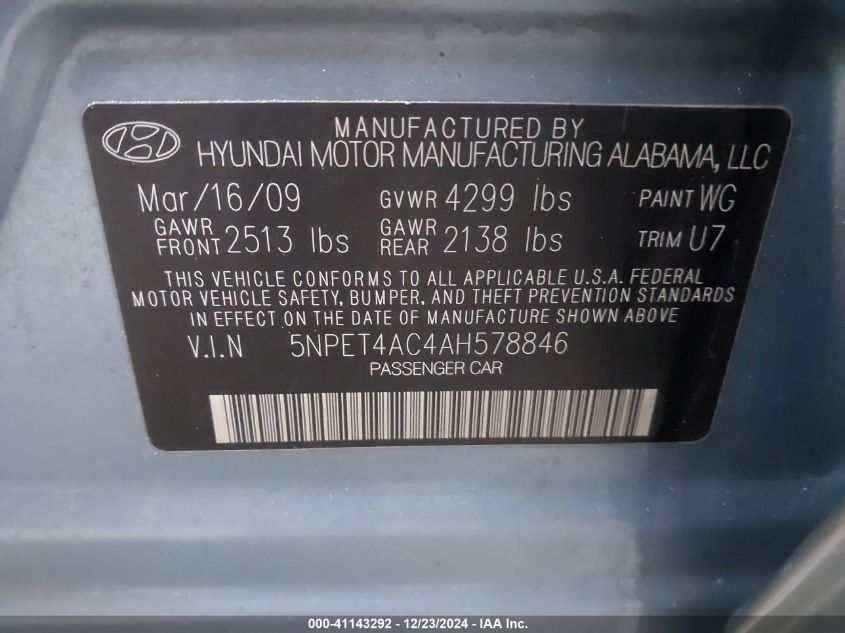 MANUFACTURED BY
HYUNDAI MOTOR MANUFACTURING ALABAMA, LLC
Mar/16/09 GVWR 4299 lbs PAINT WG
GAWR FRONT 2513 lbs GAWR REAR 2138 lbs TRIM U7
THIS VEHICLE CONFORMS TO ALL APPLICABLE U.S.A. FEDERAL
MOTOR VEHICLE SAFETY, BUMPER, AND THEFT PREVENTION STANDARDS
IN EFFECT ON THE DATE OF MANUFACTURE SHOWN ABOVE.
V.I.N 5NPET4AC4AH578846
PASSENGER CAR
000-41143292 - 12/23/2024 - IAA Inc.